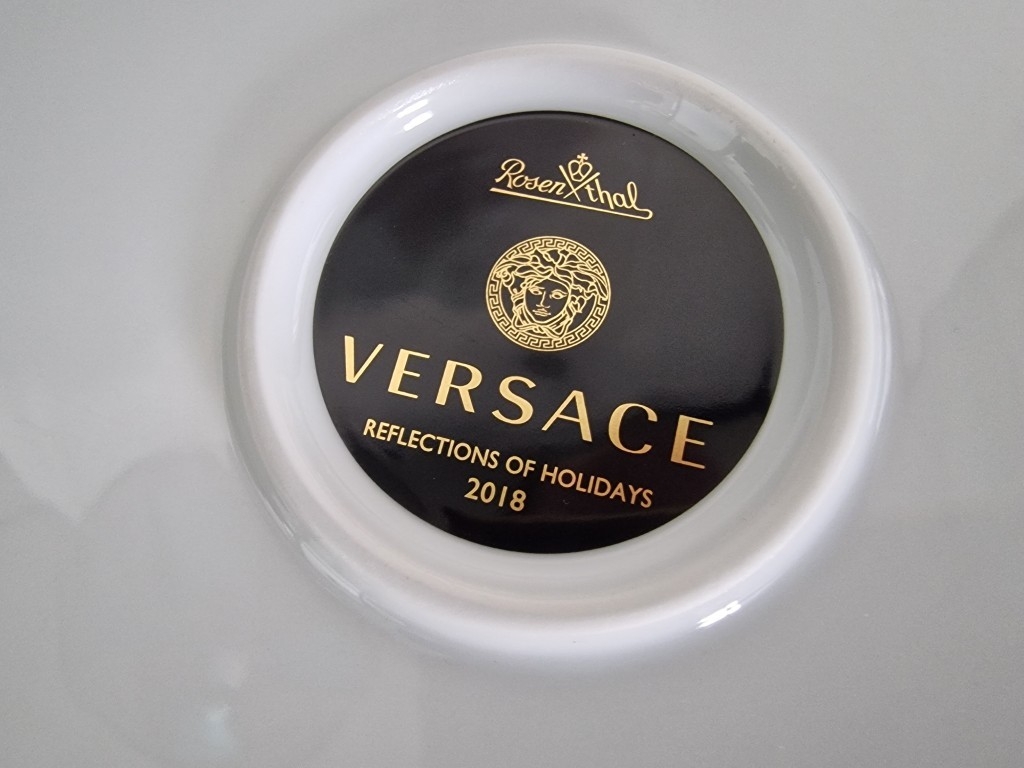 Rosenthal
VERSACE
REFLECTIONS OF HOLIDAYS
2018